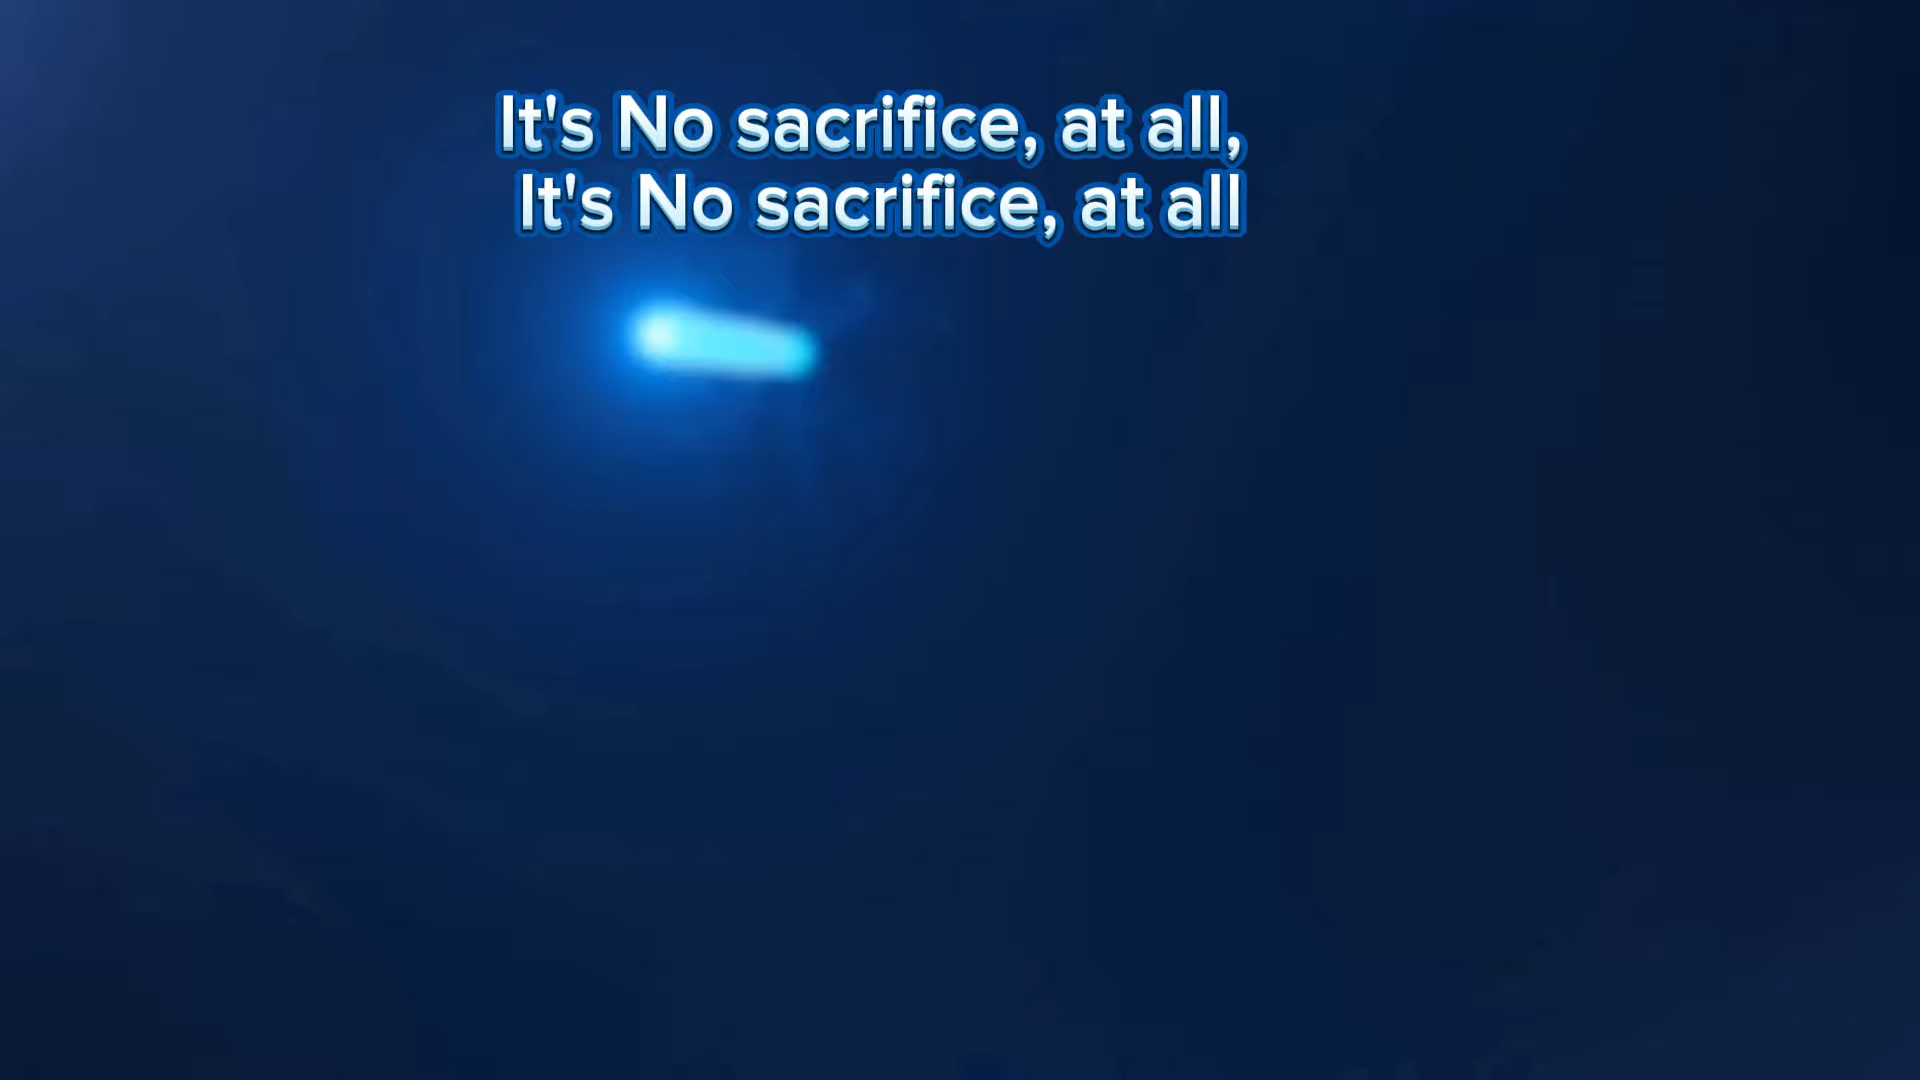 It's No sacrifice, at all,
It's No sacrifice, at all